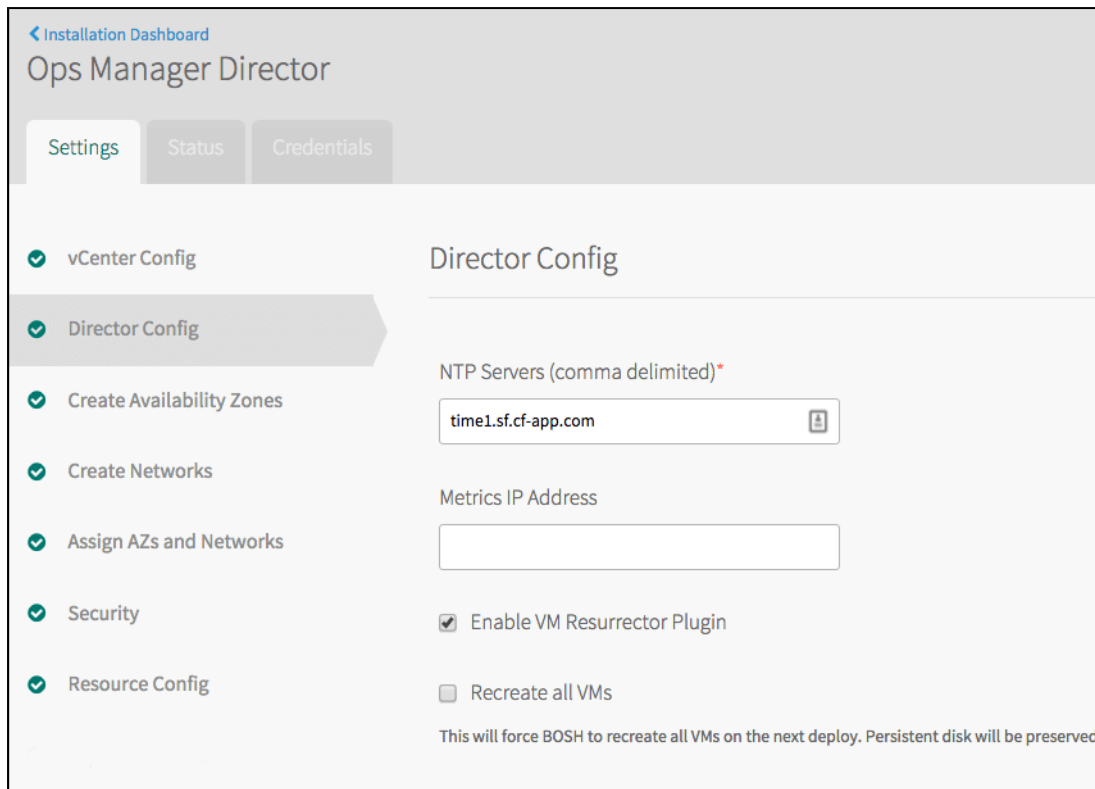 Installation Dashboard
Ops Manager Director
Settings
Status
Credentials
vCenter Config
Director Config
Create Availability Zones
Create Networks
Assign AZs and Networks
Security
Resource Config
Director Config
NTP Servers (comma delimited)*
time1.sf.cf-app.com
Metrics IP Address
Enable VM Resurrector Plugin
Recreate all VMs
This will force BOSH to recreate all VMs on the next deploy. Persistent disk will be preserved